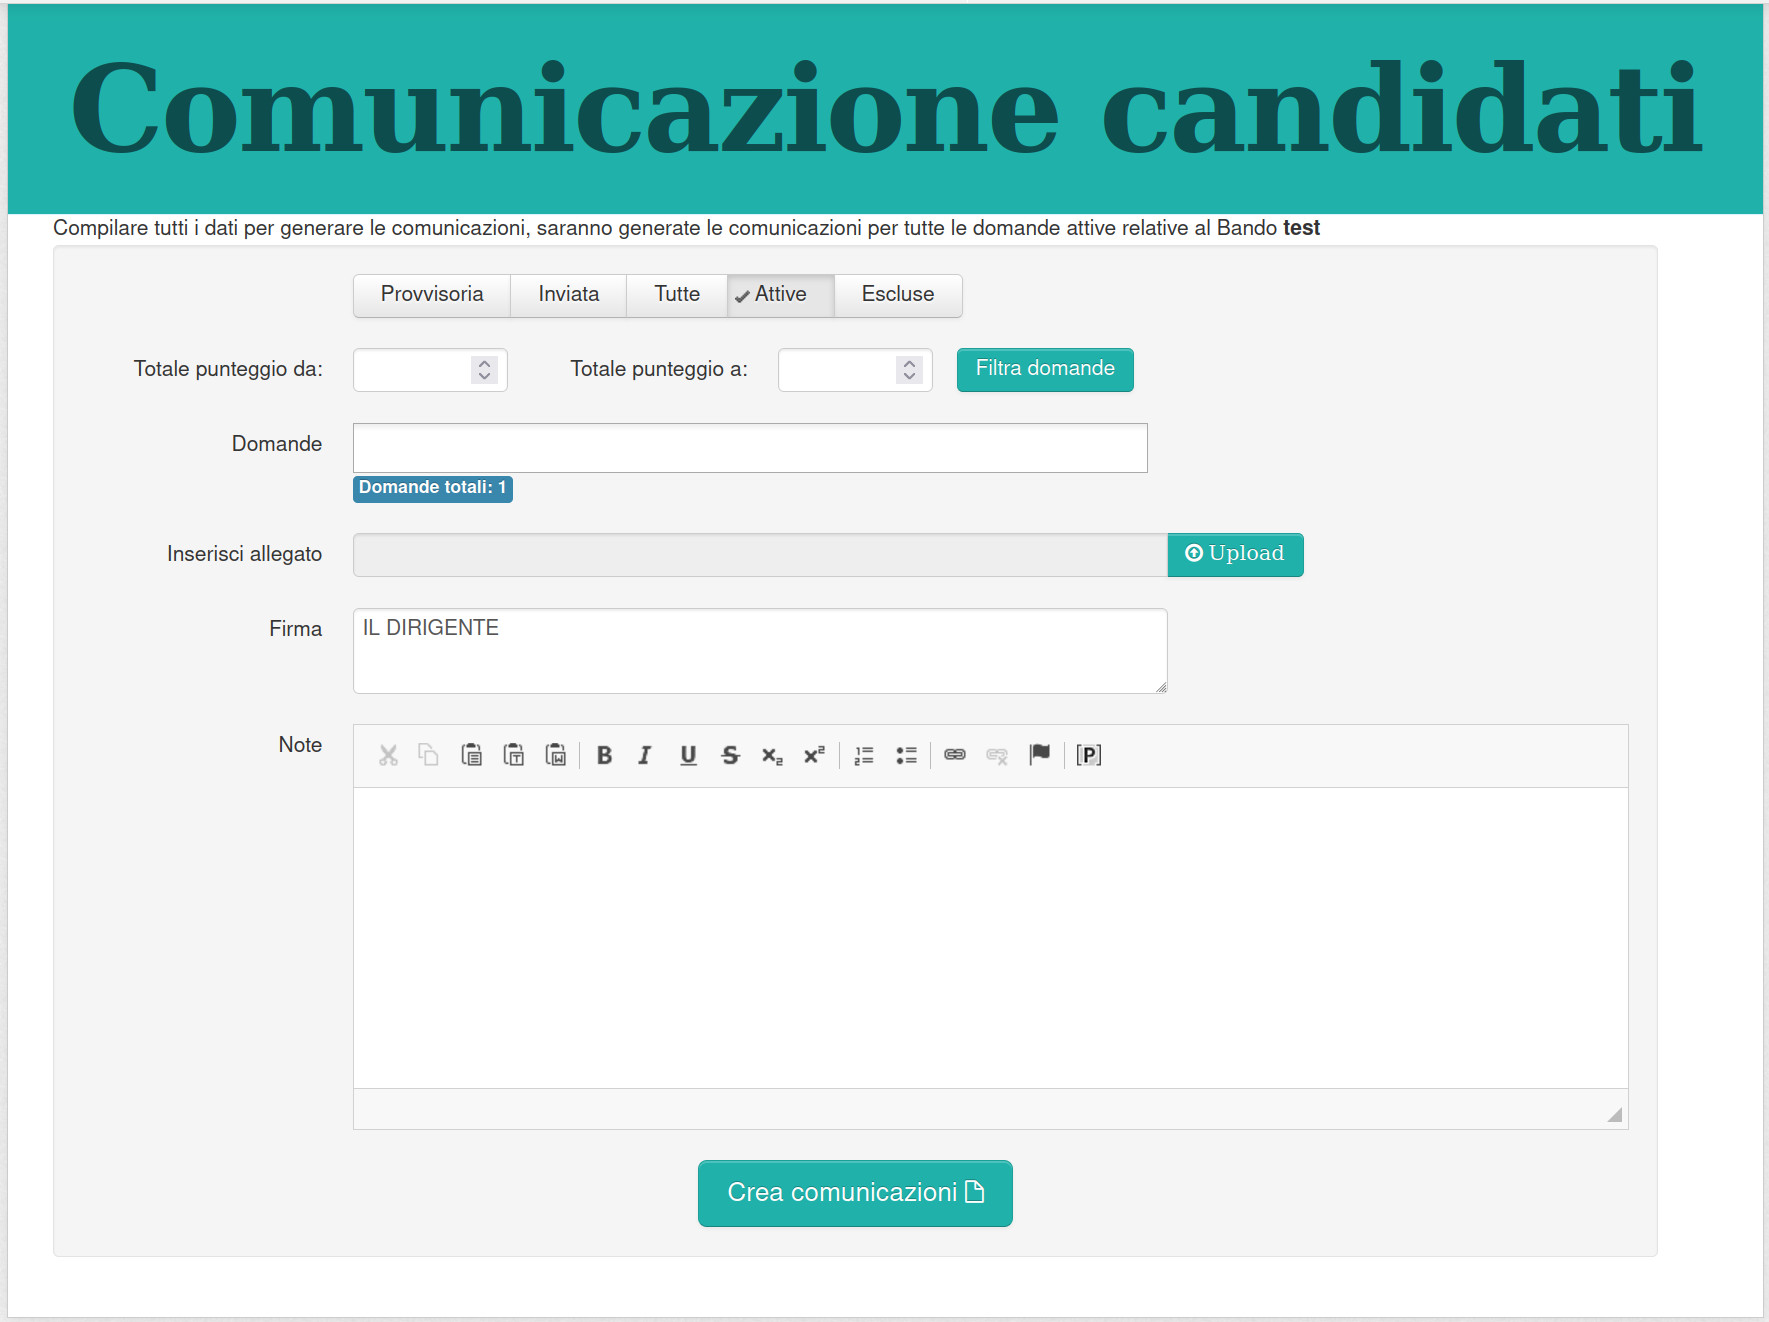 Comunicazione candidati
Compilare tutti i dati per generare le comunicazioni, saranno generate le comunicazioni per tutte le domande attive relative al Bando test
Provvisoria Inviata Tutte Attive Escluse
Totale punteggio da: Totale punteggio a: Filtra domande
Domande
Domande totali: 1
Inserisci allegato Upload
Firma IL DIRIGENTE
Note
Crea comunicazioni